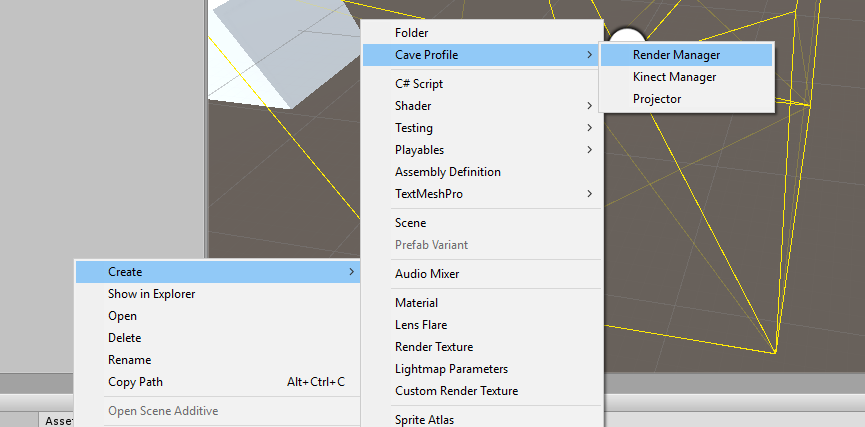 Folder
Cave Profile
C# Script
Shader
Testing
Playables
Assembly Definition
TextMeshPro
Scene
Prefab Variant
Audio Mixer
Material
Lens Flare
Render Texture
Lightmap Parameters
Custom Render Texture
Sprite Atlas
Render Manager
Kinect Manager
Projector
Create
Show in Explorer
Open
Delete
Rename
Copy Path Alt+Ctrl+C
Open Scene Additive
Asse